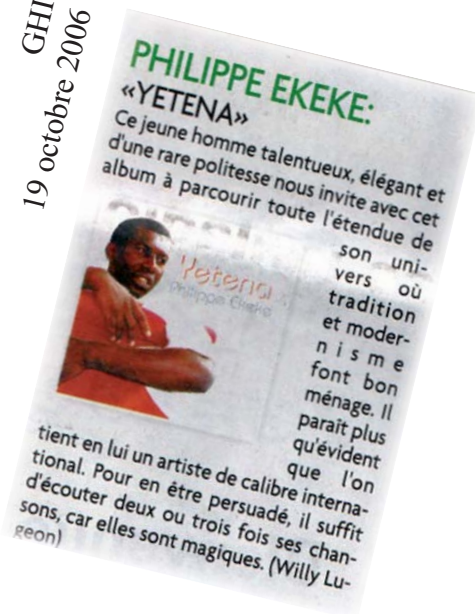 GHI
19 octobre 2006
PHILIPPE EKEKE:
«YETENA»
Ce jeune homme talentueux, élégant et
d'une rare politesse nous invite avec cet
album à parcourir toute l'étendue de
son uni-
vers où
tradition
et moder-
nisme
font bon
ménage. Il
paraît plus
qu'évident
que l'on
Yetena
Philippe Ekeke
tient en lui un artiste de calibre interna-
tional. Pour en être persuadé, il suffit
d'écouter deux ou trois fois ses chan-
sons, car elles sont magiques. (Willy Lu-
geon)